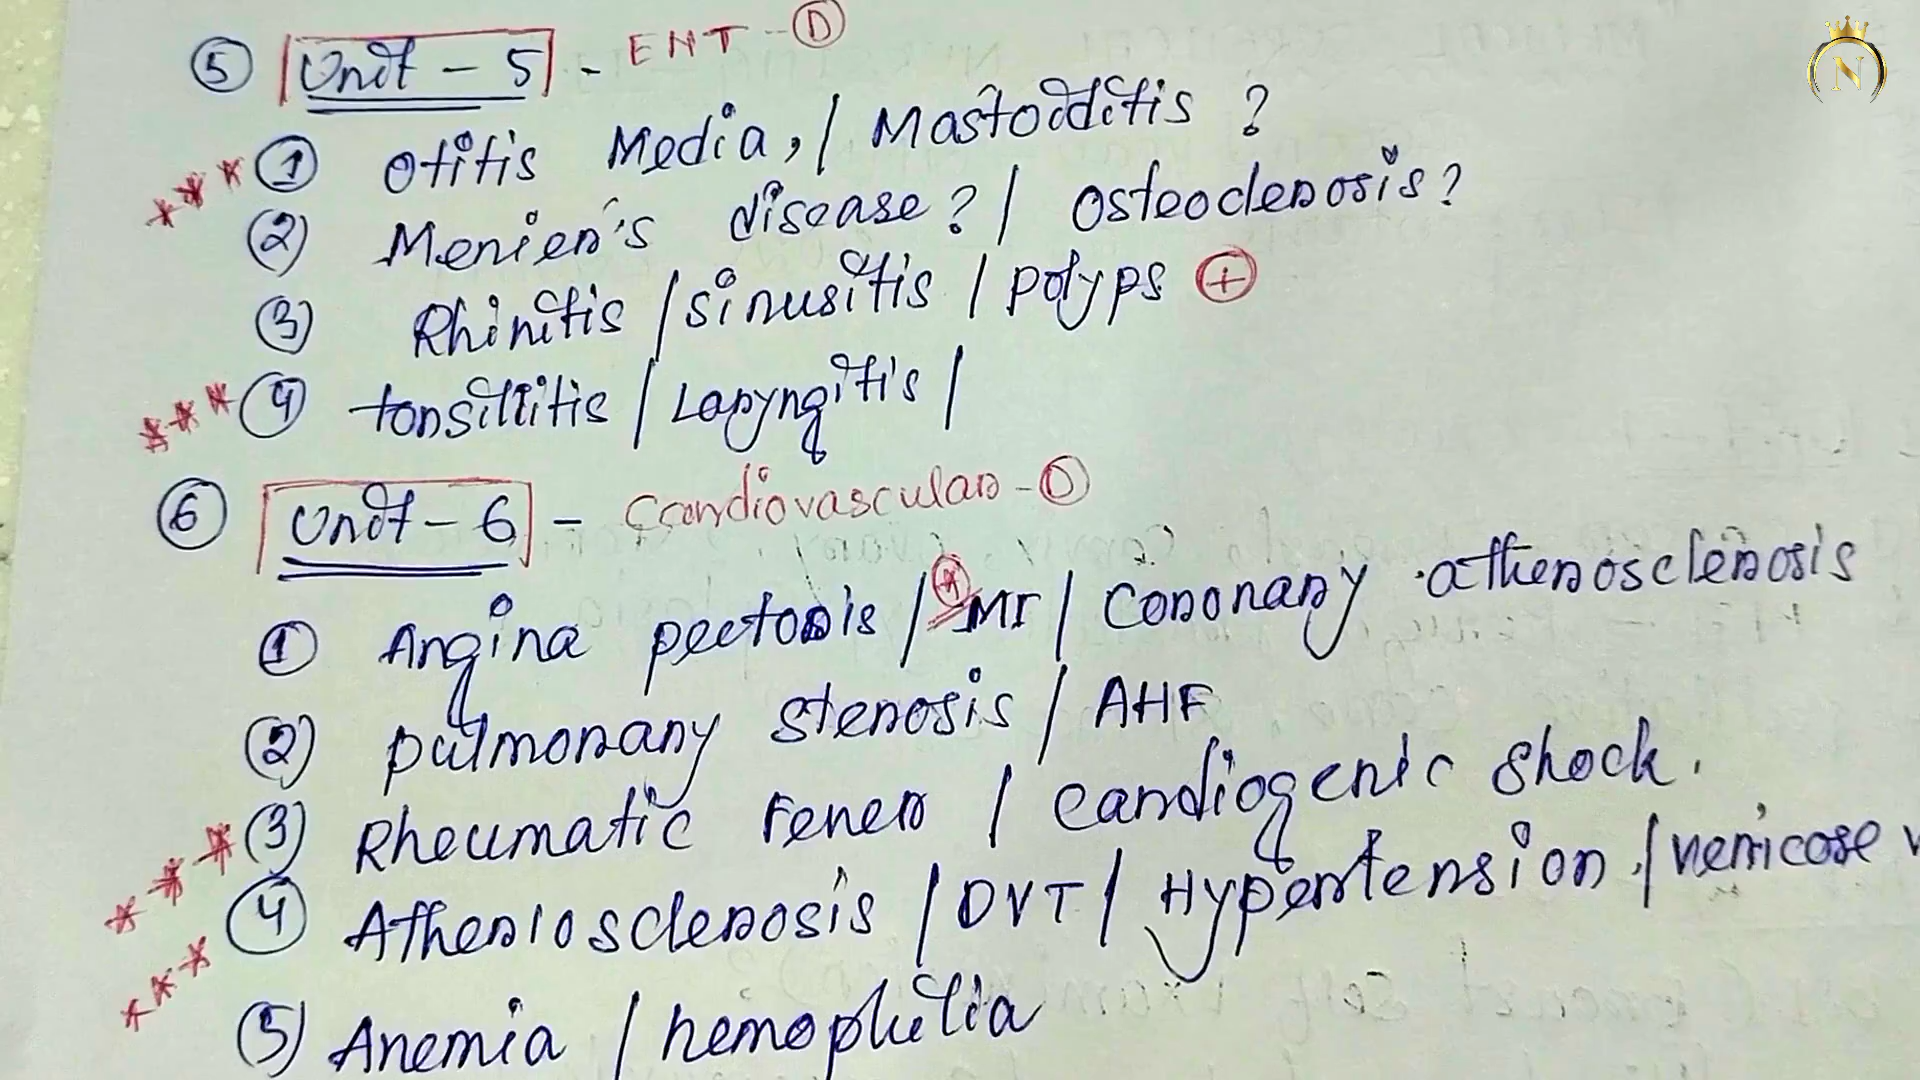 ⑤ Unit - 5 - ENT - Ⓓ
*** ① Otitis Media, / Mastoiditis ?
② Menier's disease ? / Osteoclerosis ?
③ Rhinitis / Sinusitis / Polyps ⊕
*** ④ tonsillitis / Laryngitis /
⑥ Unit - 6 - Cardiovascular - Ⓓ
① Angina pectoris / * MI / Coronary atherosclerosis
② pulmonary stenosis / AHF
*** ③ Rheumatic Fever / cardiogenic shock.
*** ④ Atheriosclerosis / DVT / Hypertension / vericose v
⑤ Anemia / hemophilia
N